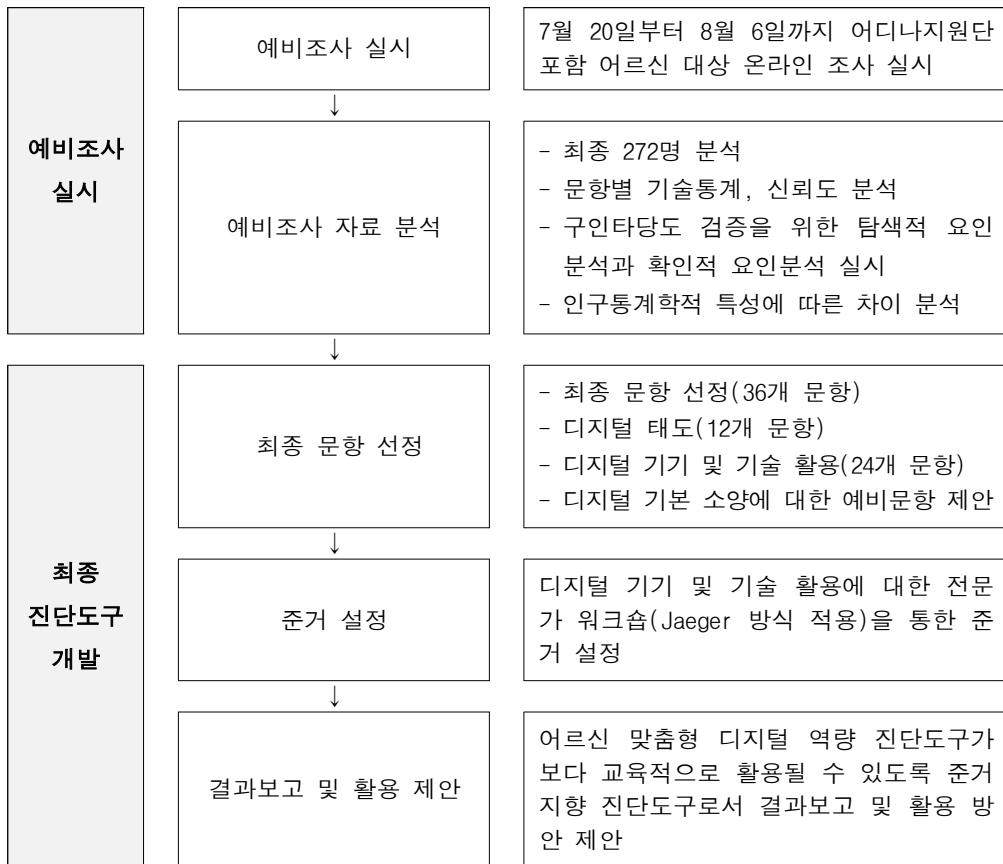 예비조사
실시
예비조사 실시
7월 20일부터 8월 6일까지 어디나지원단
포함 어르신 대상 온라인 조사 실시
↓
예비조사 자료 분석
- 최종 272명 분석
- 문항별 기술통계, 신뢰도 분석
- 구인타당도 검증을 위한 탐색적 요인
분석과 확인적 요인분석 실시
- 인구통계학적 특성에 따른 차이 분석
↓
최종
진단도구
개발
최종 문항 선정
- 최종 문항 선정(36개 문항)
- 디지털 태도(12개 문항)
- 디지털 기기 및 기술 활용(24개 문항)
- 디지털 기본 소양에 대한 예비문항 제안
↓
준거 설정
디지털 기기 및 기술 활용에 대한 전문
가 워크숍(Jaeger 방식 적용)을 통한 준
거 설정
↓
결과보고 및 활용 제안
어르신 맞춤형 디지털 역량 진단도구가
보다 교육적으로 활용될 수 있도록 준거
지향 진단도구로서 결과보고 및 활용 방
안 제안